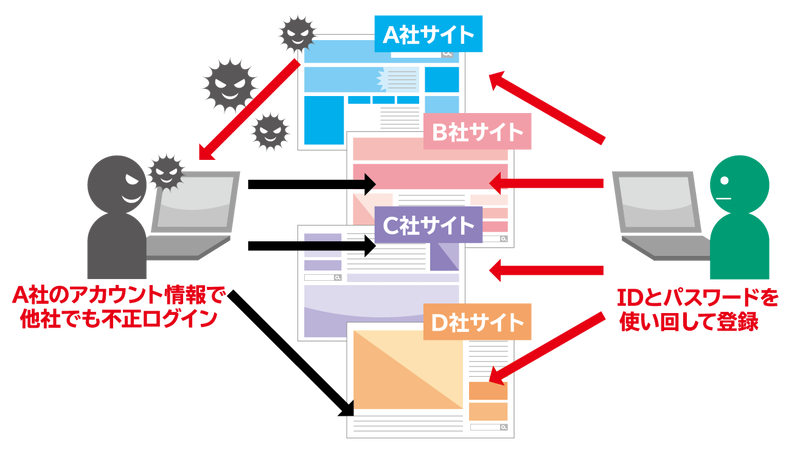 A社サイト
B社サイト
C社サイト
D社サイト
A社のアカウント情報で
他社でも不正ログイン
IDとパスワードを
使い回して登録